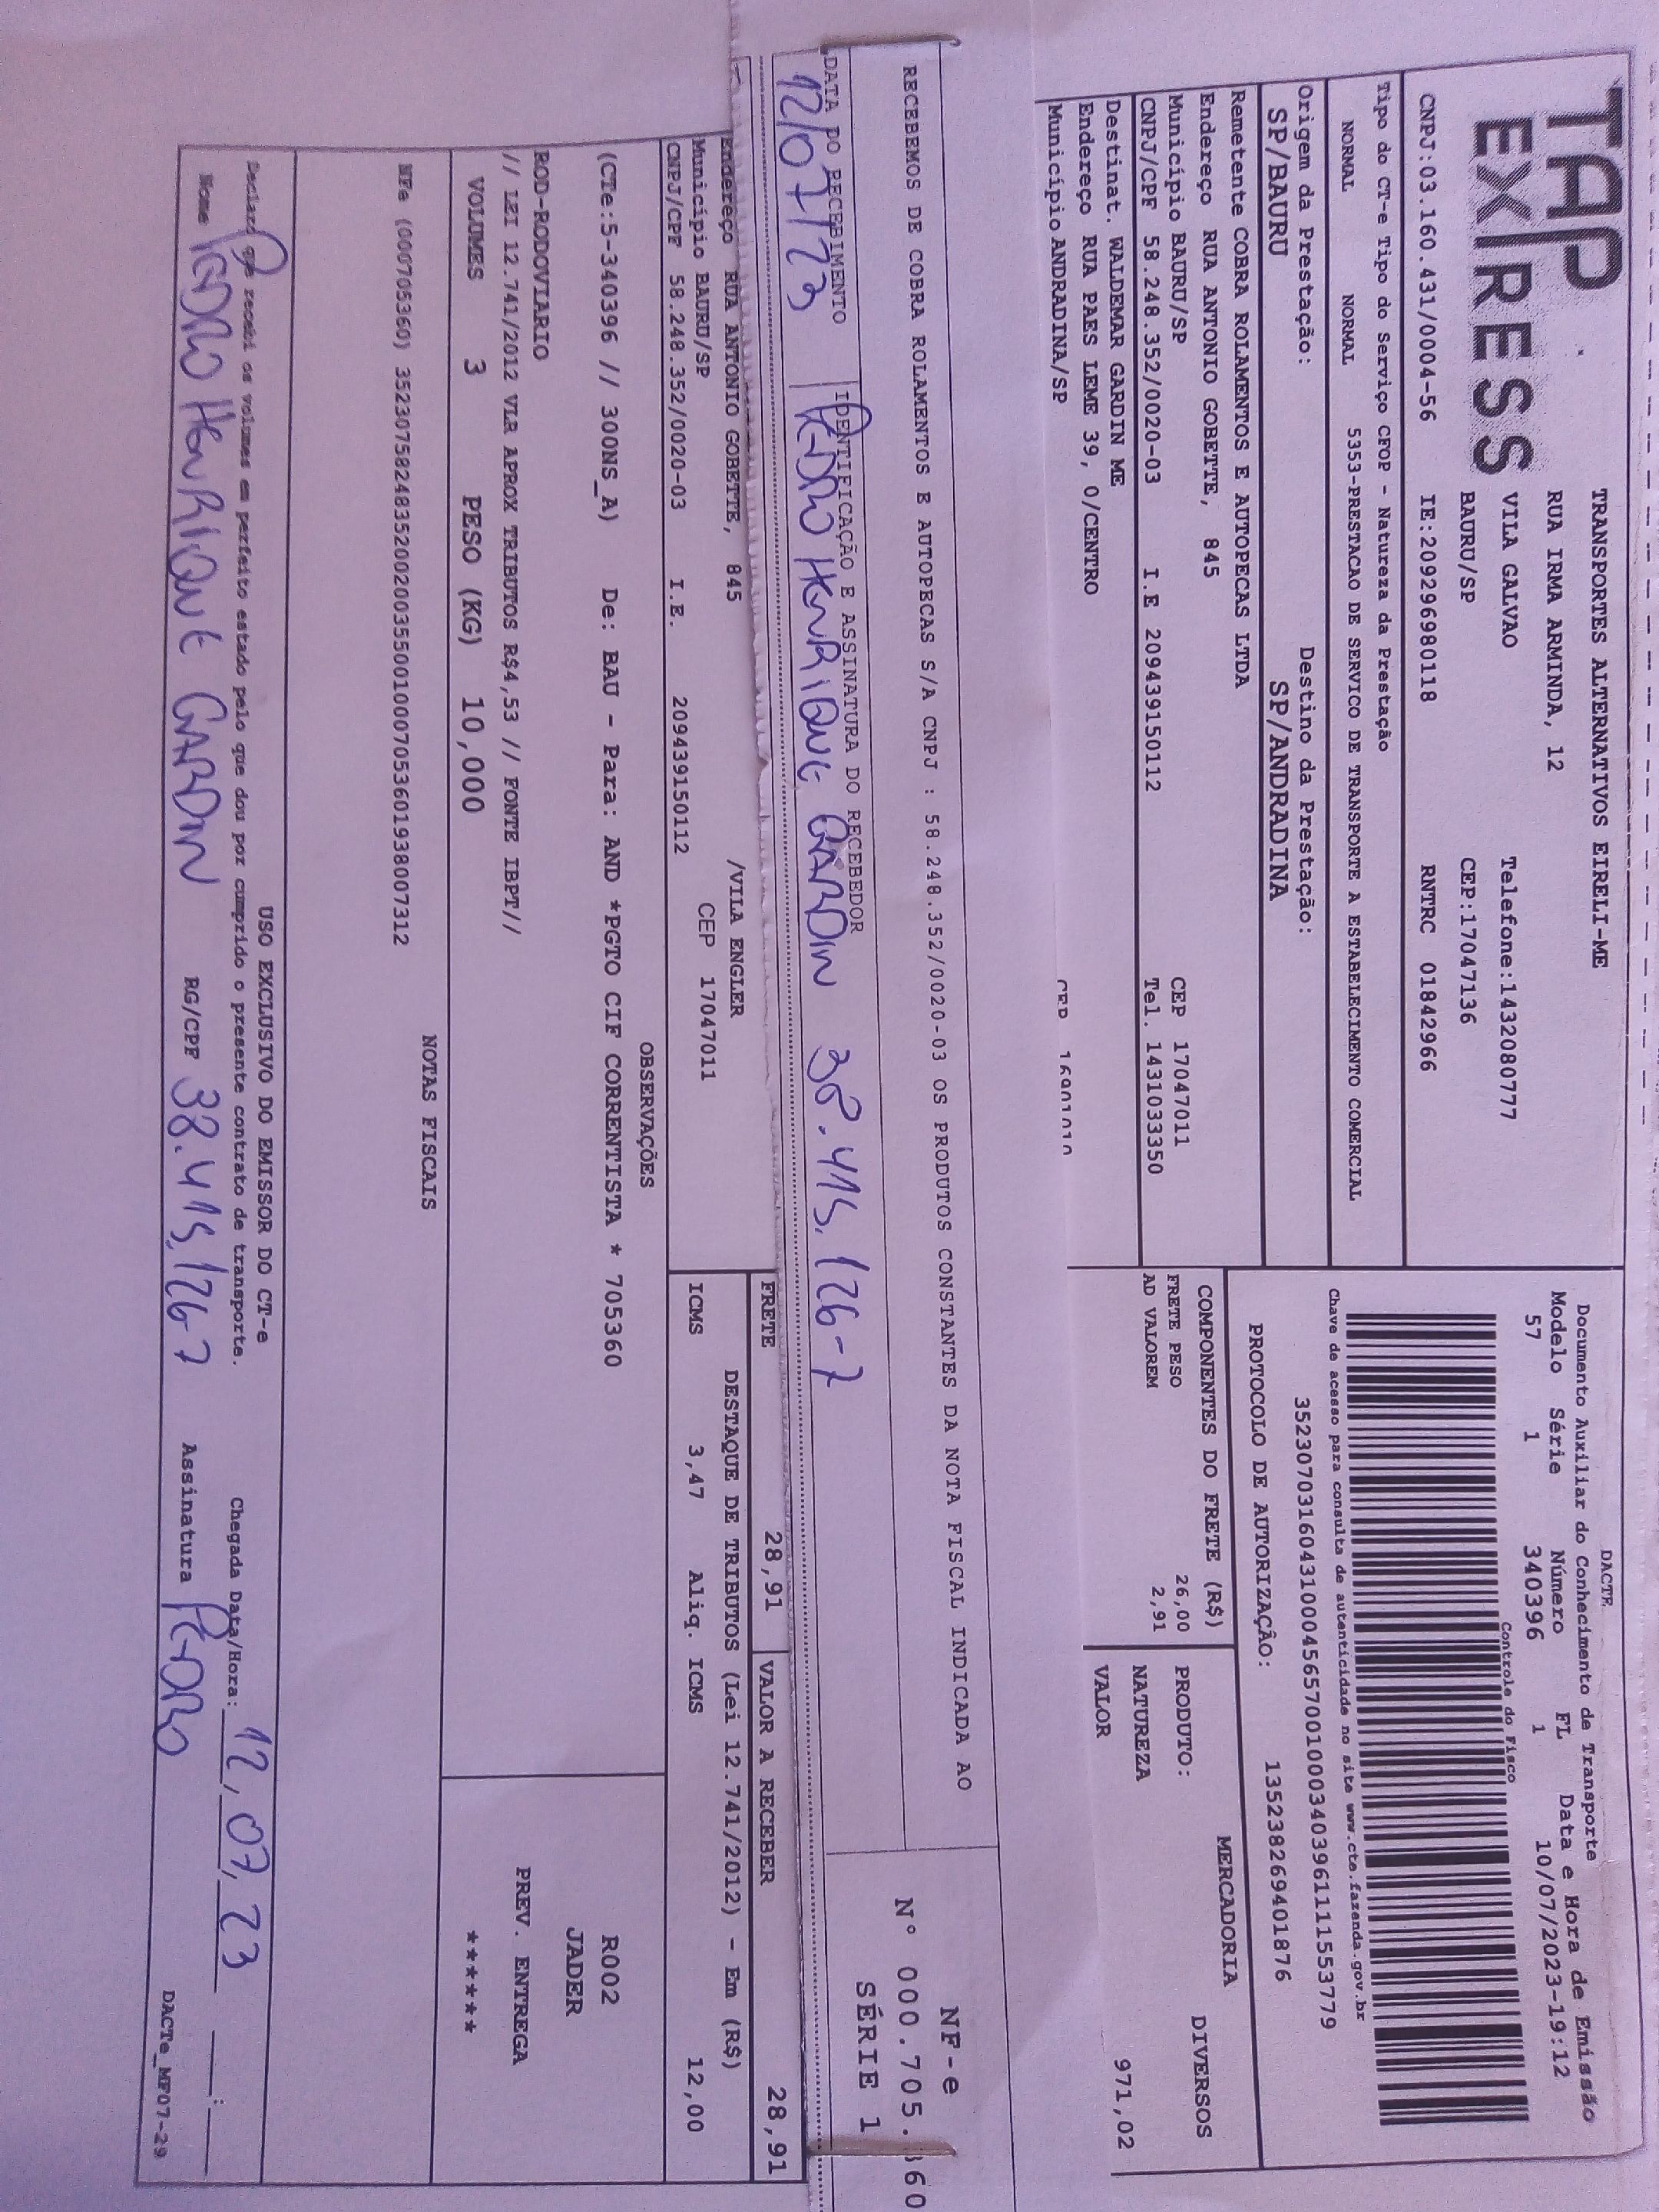 TAP
EXPRESS
TRANSPORTES ALTERNATIVOS EIRELI-ME
RUA IRMA ARMINDA, 12
VILA GALVAO Telefone:1432080777
BAURU/SP CEP:17047136
CNPJ:03.160.431/0004-56 IE:209296980118 RNTRC 01842966
DACTE
Documento Auxiliar do Conhecimento de Transporte
Modelo Série Número FL Data e Hora de Emissão
57 1 340396 1 10/07/2023-19:12
Controle do Fisco
Chave de acesso para consulta de autenticidade no site www.cte.fazenda.gov.br
35230703160431000456570010003403961111553779
PROTOCOLO DE AUTORIZAÇÃO: 135238269401876
Tipo do CT-e Tipo do Serviço CFOP - Natureza da Prestação
NORMAL NORMAL 5353-PRESTACAO DE SERVICO DE TRANSPORTE A ESTABELECIMENTO COMERCIAL
Origem da Prestação: Destino da Prestação:
SP/BAURU SP/ANDRADINA
Remetente COBRA ROLAMENTOS E AUTOPECAS LTDA
Endereço RUA ANTONIO GOBETTE, 845
Município BAURU/SP CEP 17047011
CNPJ/CPF 58.248.352/0020-03 I.E 209439150112 Tel. 1431033350
Destinat. WALDEMAR GARDIN ME
Endereço RUA PAES LEME 39, 0/CENTRO
Município ANDRADINA/SP CEP 16901010
COMPONENTES DO FRETE (R$)
FRETE PESO 26,00
AD VALOREM 2,91
MERCADORIA
PRODUTO: DIVERSOS
NATUREZA
VALOR 971,02
RECEBEMOS DE COBRA ROLAMENTOS E AUTOPECAS S/A CNPJ : 58.248.352/0020-03 OS PRODUTOS CONSTANTES DA NOTA FISCAL INDICADA AO
NF-e
Nº 000.705. 60
SÉRIE 1
DATA DO RECEBIMENTO IDENTIFICAÇÃO E ASSINATURA DO RECEBEDOR
12/07/23 PEDRO HENRIQUE GARDIN 38.415.126-7
FRETE 28,91 VALOR A RECEBER 28,91
Endereço RUA ANTONIO GOBETTE, 845 /VILA ENGLER
Município BAURU/SP CEP 17047011
CNPJ/CPF 58.248.352/0020-03 I.E. 209439150112
DESTAQUE DE TRIBUTOS (Lei 12.741/2012) - Em (R$)
ICMS 3,47 Aliq. ICMS 12,00
OBSERVAÇÕES
(CTe:5-340396 // 300NS_A) De: BAU - Para: AND *PGTO CIF CORRENTISTA * 705360
ROD-RODOVIARIO
// LEI 12.741/2012 VLR APROX TRIBUTOS R$4,53 // FONTE IBPT//
R002
JADER
PREV. ENTREGA
******
VOLUMES 3 PESO (KG) 10,000
NOTAS FISCAIS
NFe (000705360) 35230758248352002003550010007053601938007312
USO EXCLUSIVO DO EMISSOR DO CT-e
Declaro que recebi os volumes em perfeito estado pelo que dou por cumprido o presente contrato de transporte. Chegada Data/Hora: 12/07/23 __:__
Nome PEDRO HENRIQUE GARDIN RG/CPF 38.415.126-7 Assinatura PEDRO
DACTe_MF07-29